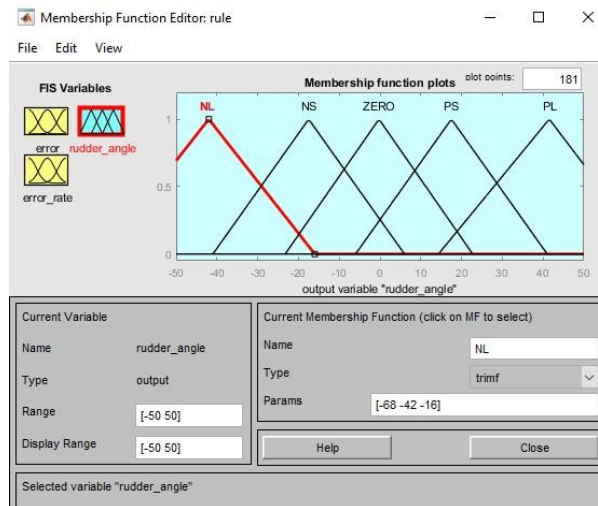 Membership Function Editor: rule
File Edit View
FIS Variables
error rudder_angle
error_rate
Membership function plots plot points: 181
NL NS ZERO PS PL
1
0.5
0
-50 -40 -30 -20 -10 0 10 20 30 40 50
output variable "rudder_angle"
Current Variable
Name rudder_angle
Type output
Range [-50 50]
Display Range [-50 50]
Current Membership Function (click on MF to select)
Name NL
Type trimf
Params [-68 -42 -16]
Help Close
Selected variable "rudder_angle"